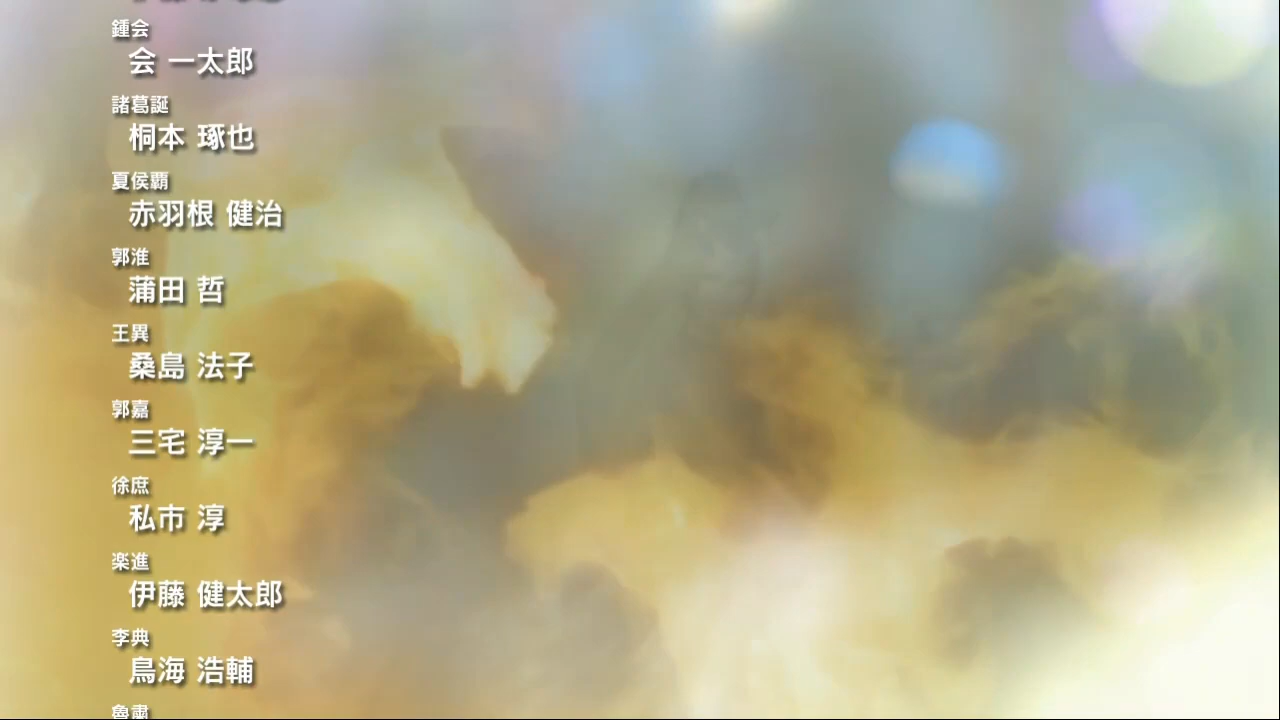 鍾会
会 一太郎
諸葛誕
桐本 琢也
夏侯覇
赤羽根 健治
郭淮
蒲田 哲
王異
桑島 法子
郭嘉
三宅 淳一
徐庶
私市 淳
楽進
伊藤 健太郎
李典
鳥海 浩輔
魯粛